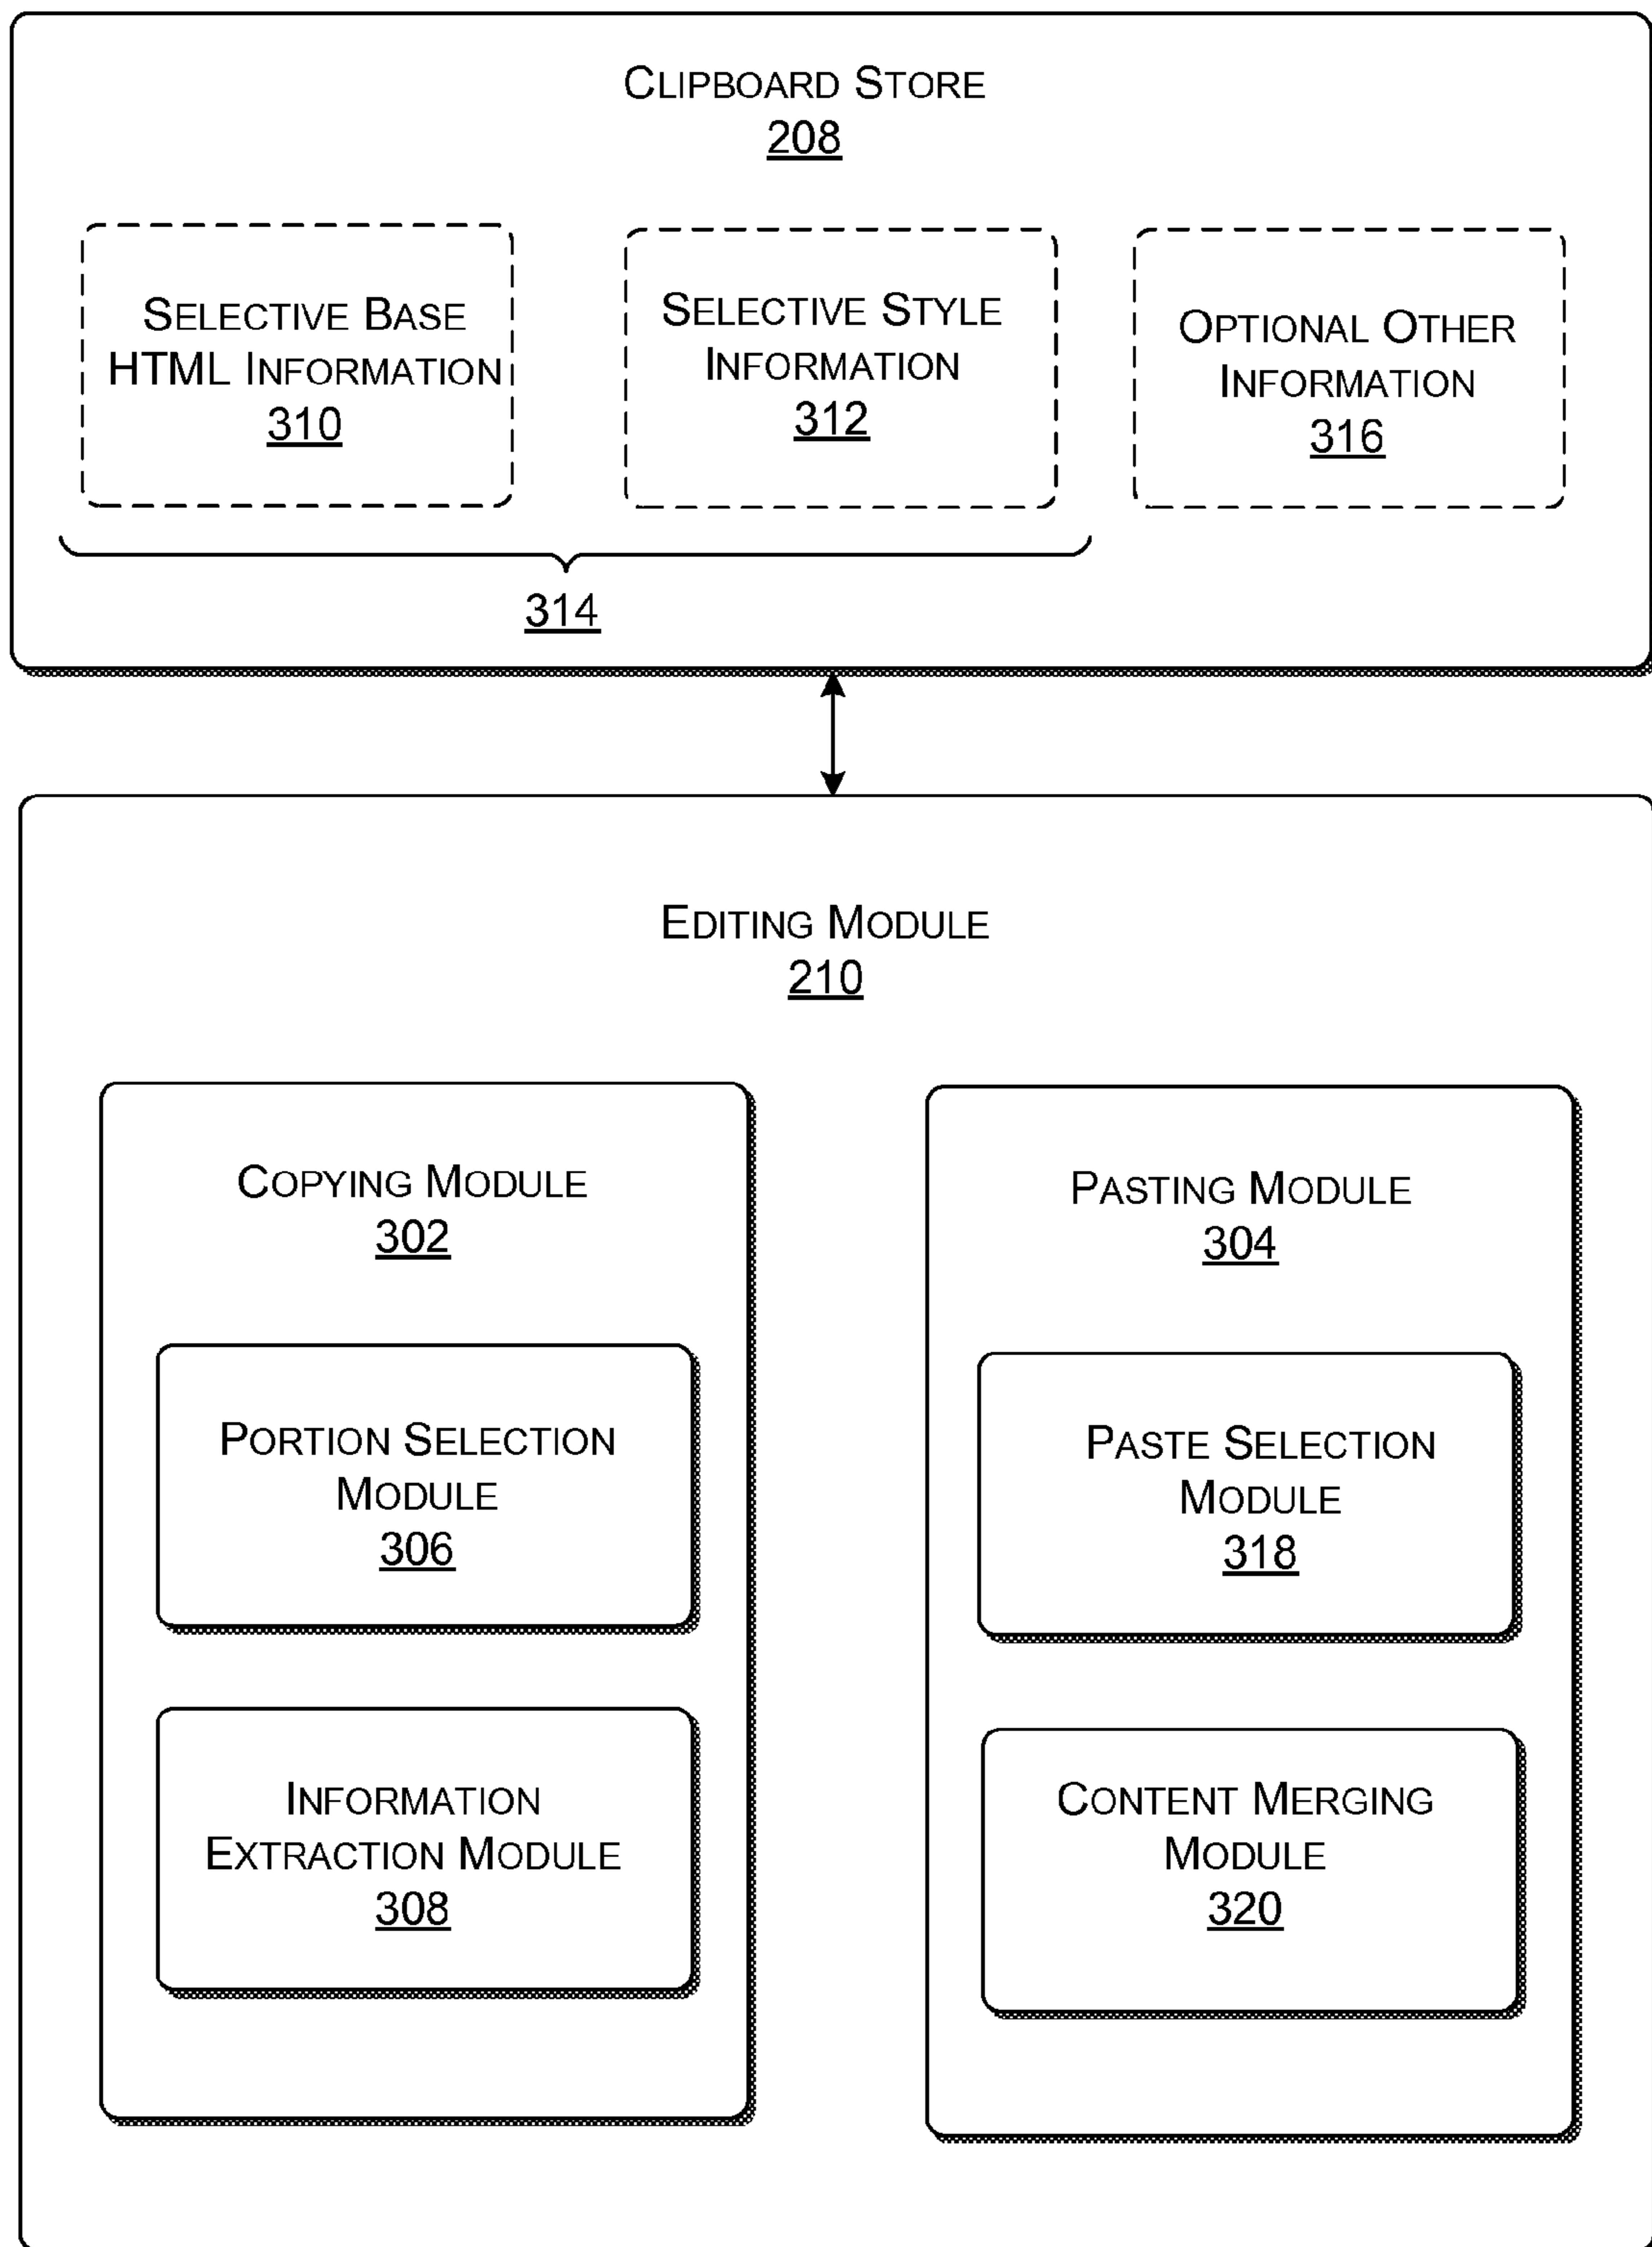 CLIPBOARD STORE
208
SELECTIVE BASE
HTML INFORMATION
310
SELECTIVE STYLE
INFORMATION
312
OPTIONAL OTHER
INFORMATION
316
314
EDITING MODULE
210
COPYING MODULE
302
PORTION SELECTION
MODULE
306
INFORMATION
EXTRACTION MODULE
308
PASTING MODULE
304
PASTE SELECTION
MODULE
318
CONTENT MERGING
MODULE
320